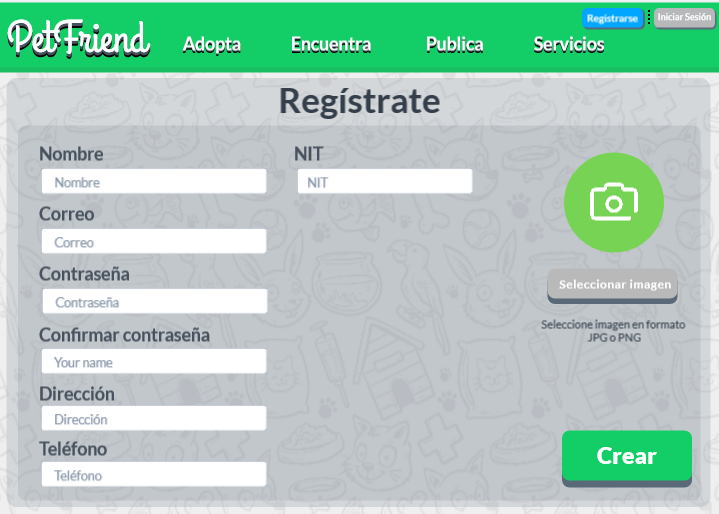 Registrarse
Iniciar Sesión
PetFriend
Adopta
Encuentra
Publica
Servicios
Regístrate
Nombre
Nombre
NIT
NIT
Correo
Correo
Contraseña
Contraseña
Confirmar contraseña
Your name
Dirección
Dirección
Teléfono
Teléfono
Seleccionar imagen
Seleccione imagen en formato
JPG o PNG
Crear